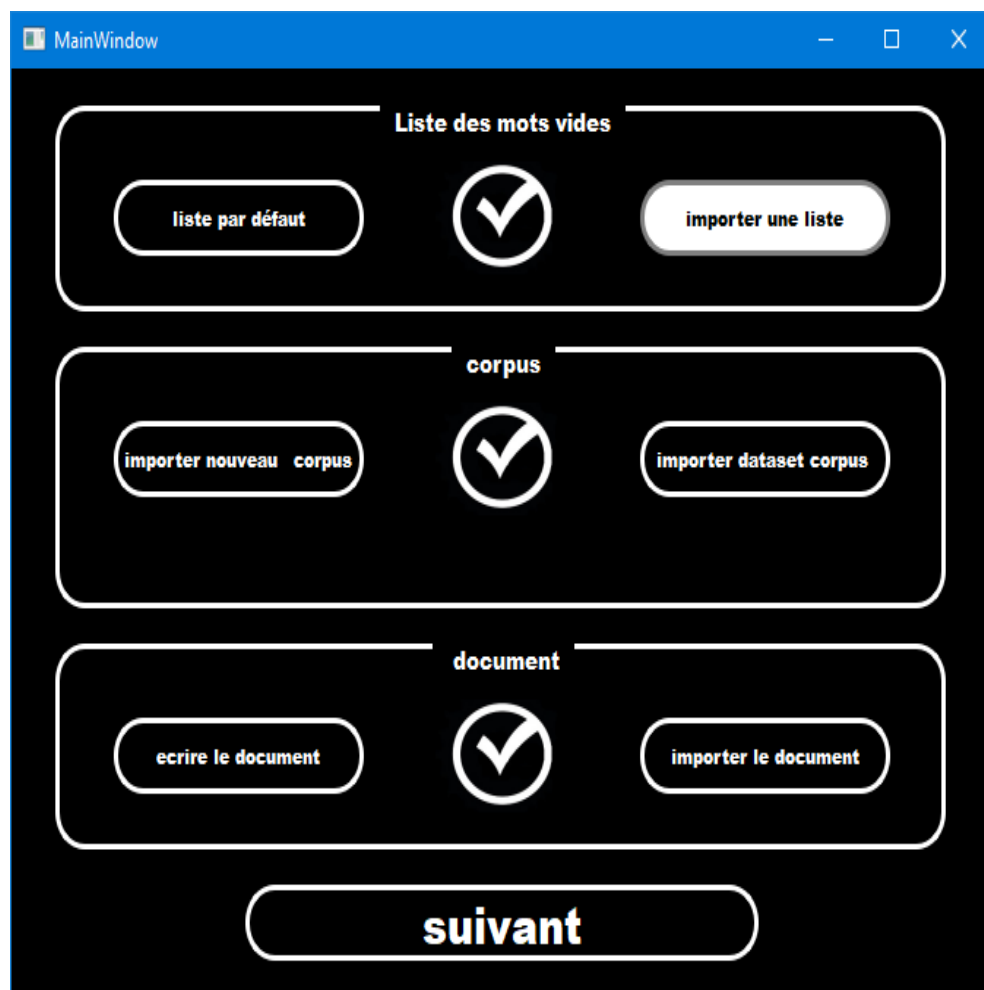 MainWindow
Liste des mots vides
liste par défaut
importer une liste
corpus
importer nouveau corpus
importer dataset corpus
document
ecrire le document
importer le document
suivant